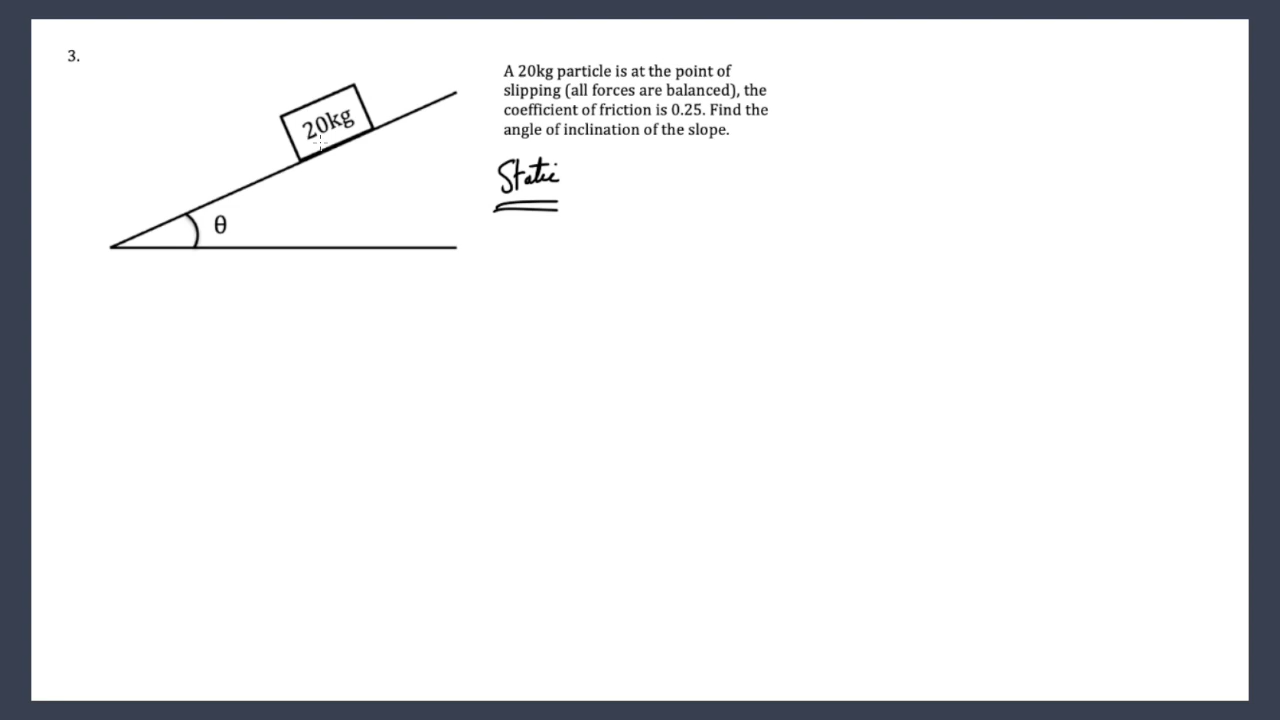 3.
20kg
θ
A 20kg particle is at the point of
slipping (all forces are balanced), the
coefficient of friction is 0.25. Find the
angle of inclination of the slope.
Static